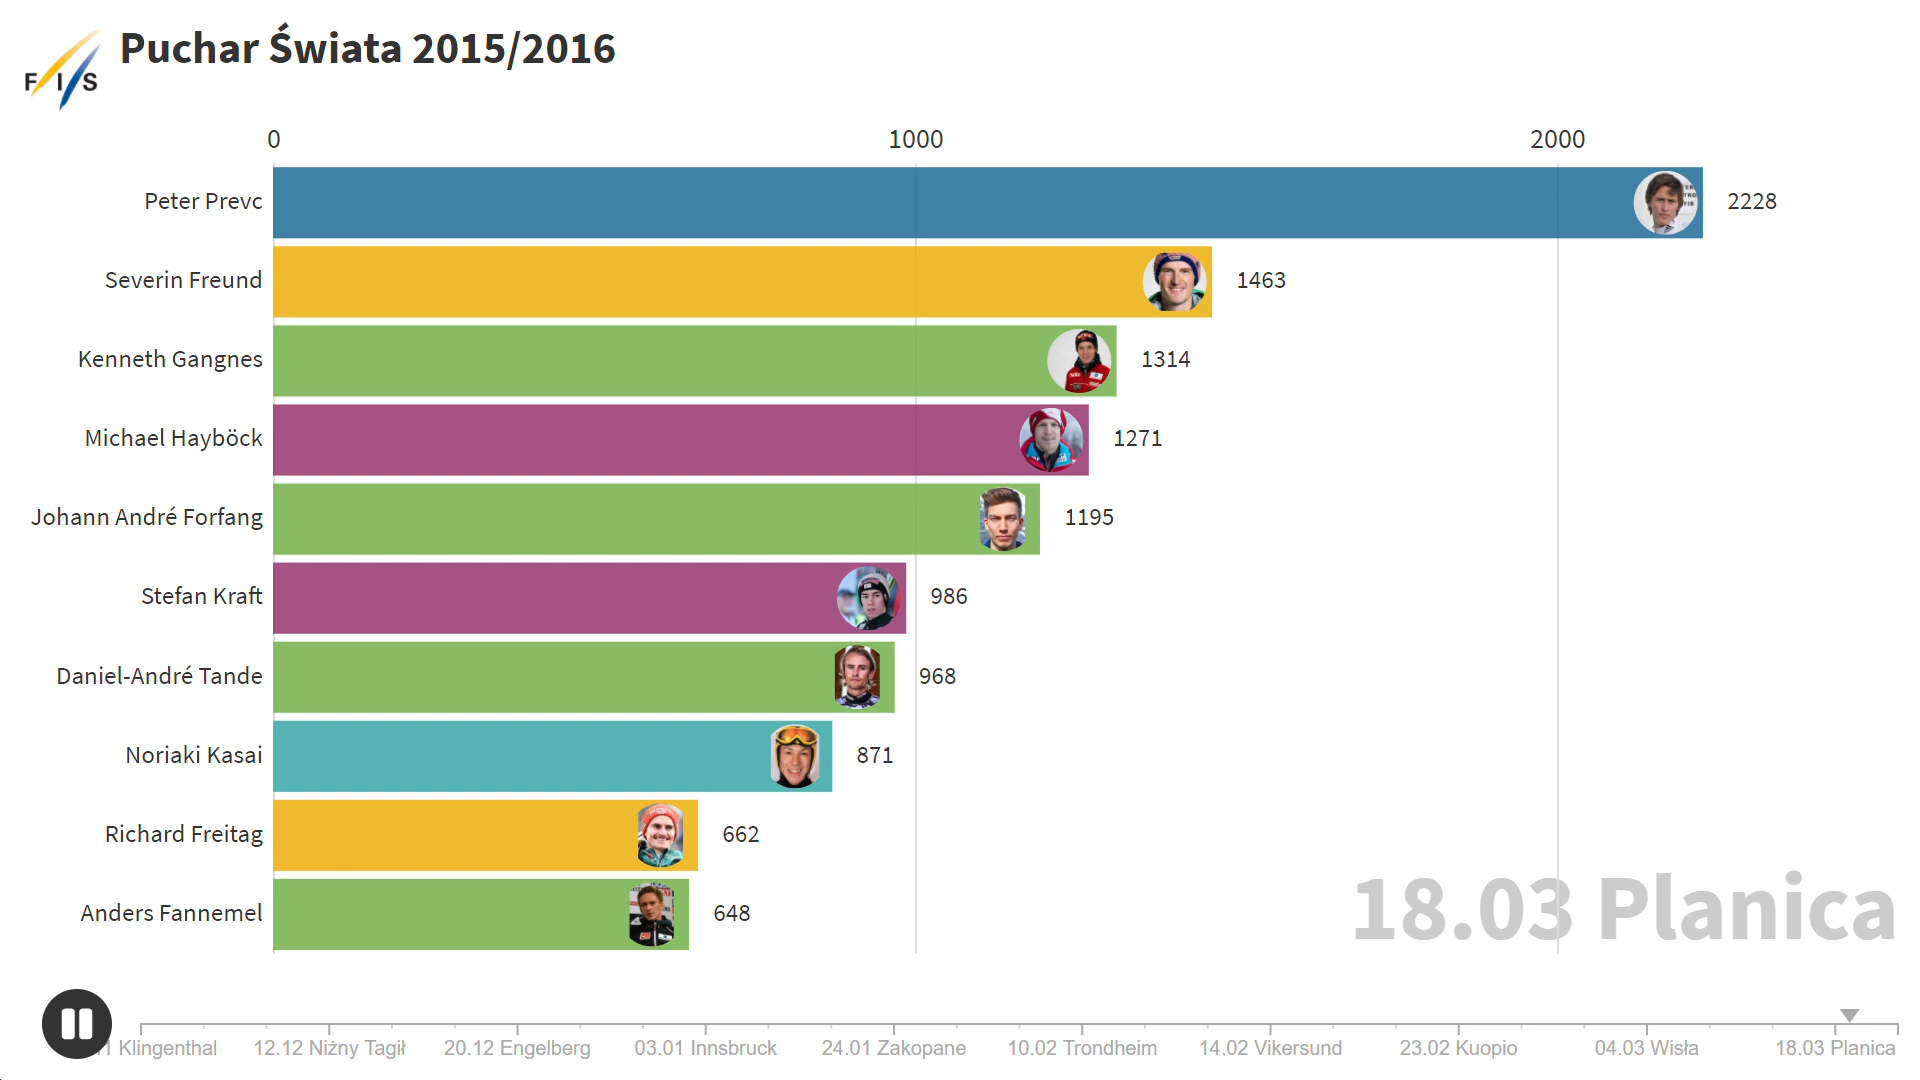 F I S
Puchar Świata 2015/2016
0 1000 2000
Peter Prevc 2228
Severin Freund 1463
Kenneth Gangnes 1314
Michael Hayböck 1271
Johann André Forfang 1195
Stefan Kraft 986
Daniel-André Tande 968
Noriaki Kasai 871
Richard Freitag 662
Anders Fannemel 648
18.03 Planica
Klingenthal 12.12 Niżny Tagił 20.12 Engelberg 03.01 Innsbruck 24.01 Zakopane 10.02 Trondheim 14.02 Vikersund 23.02 Kuopio 04.03 Wisła 18.03 Planica